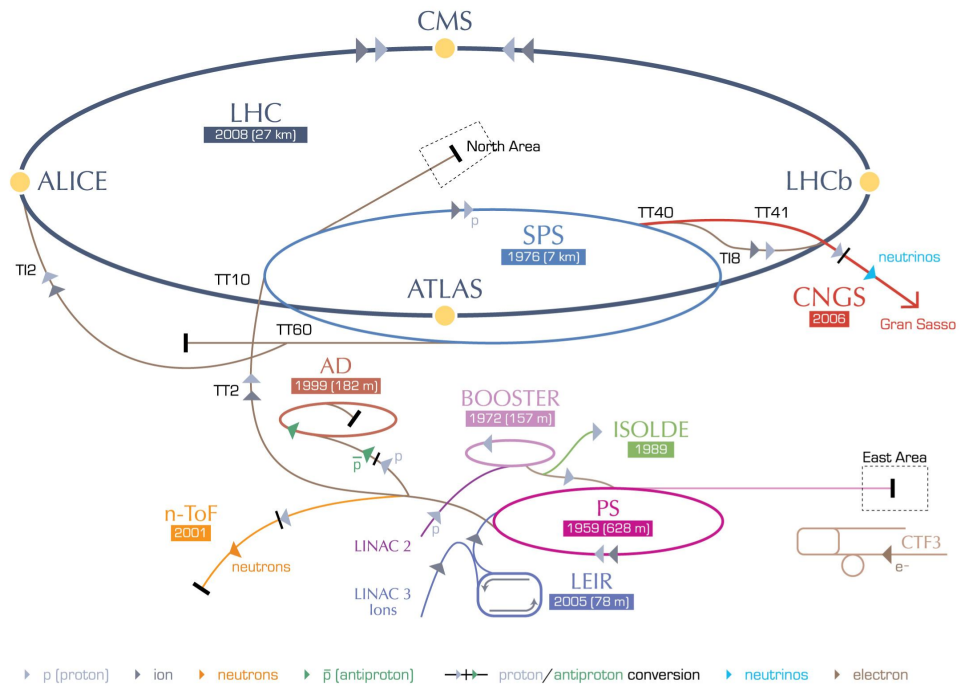 CMS
LHC
2008 (27 km)
North Area
ALICE
LHCb
TT40
TT41
p
SPS
1976 (7 km)
TI2
TT10
TI8
neutrinos
ATLAS
CNGS
2006
Gran Sasso
TT60
AD
1999 (182 m)
TT2
BOOSTER
1972 (157 m)
ISOLDE
1989
East Area
p̅
p
n-ToF
2001
LINAC 2
p
PS
1959 (628 m)
CTF3
e-
neutrons
LINAC 3
Ions
LEIR
2005 (78 m)
p (proton)
ion
neutrons
p̅ (antiproton)
proton/antiproton conversion
neutrinos
electron